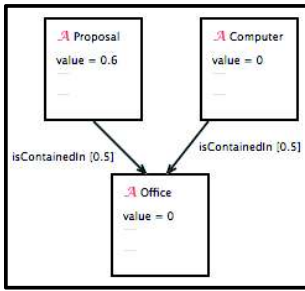 A Proposal
value = 0.6
A Computer
value = 0
isContainedIn [0.5]
isContainedIn [0.5]
A Office
value = 0